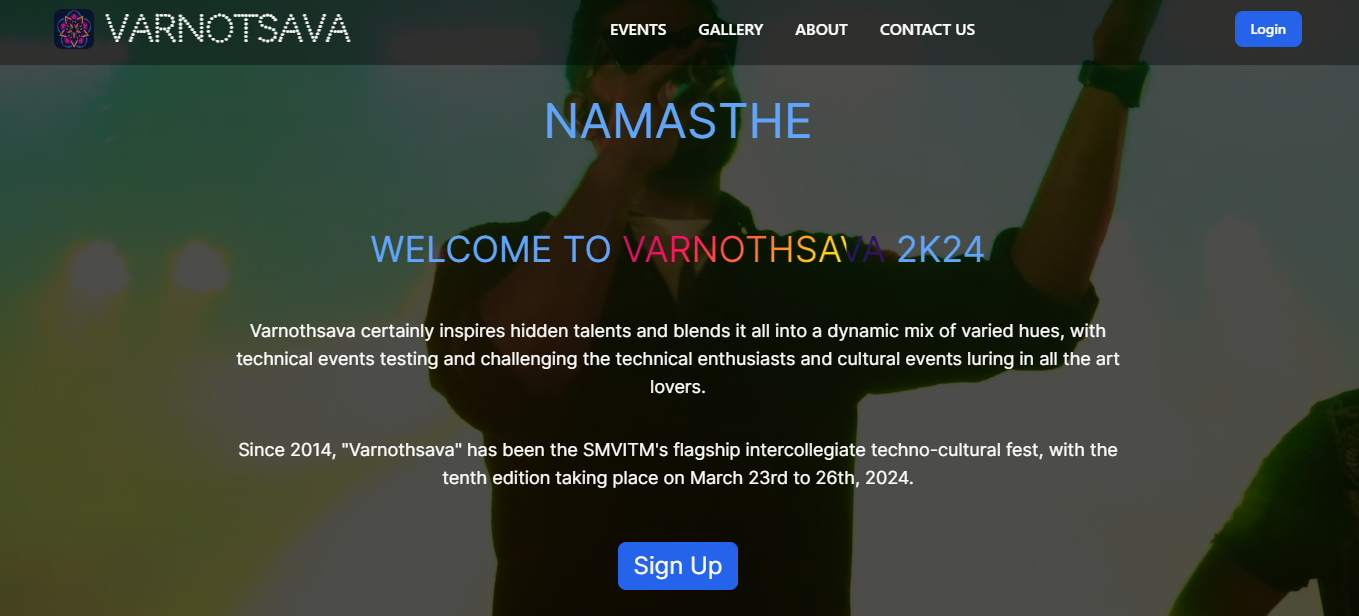 VARNOTSAVA
EVENTS
GALLERY
ABOUT
CONTACT US
Login
NAMASTHE
WELCOME TO VARNOTHSAVA 2K24
Varnothsava certainly inspires hidden talents and blends it all into a dynamic mix of varied hues, with
technical events testing and challenging the technical enthusiasts and cultural events luring in all the art
lovers.
Since 2014, "Varnothsava" has been the SMVITM's flagship intercollegiate techno-cultural fest, with the
tenth edition taking place on March 23rd to 26th, 2024.
Sign Up